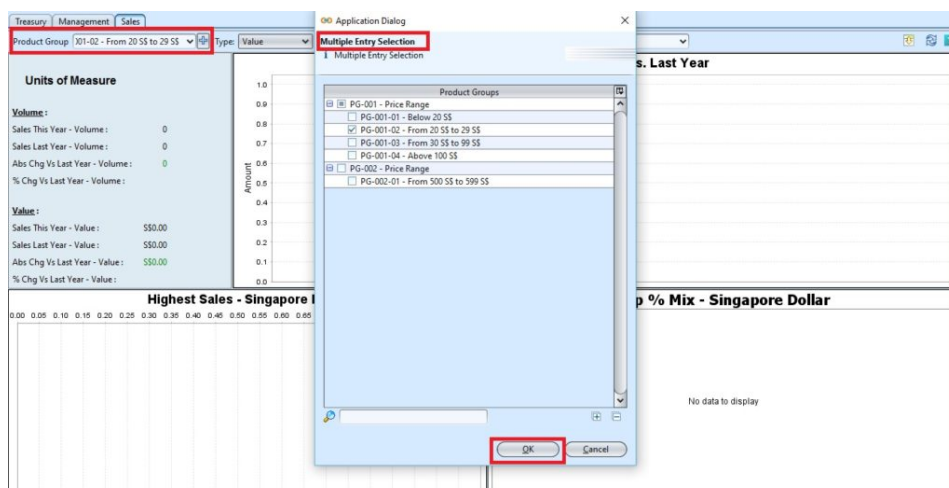 Treasury Management Sales
Product Group 001-02 - From 20 S$ to 29 S$ Type: Value
Units of Measure
Volume :
Sales This Year - Volume : 0
Sales Last Year - Volume : 0
Abs Chg Vs Last Year - Volume : 0
% Chg Vs Last Year - Volume :
Value :
Sales This Year - Value : S$0.00
Sales Last Year - Value : S$0.00
Abs Chg Vs Last Year - Value : S$0.00
% Chg Vs Last Year - Value :
s. Last Year
1.0
0.9
0.8
0.7
0.6
0.5
0.4
0.3
0.2
0.1
0.0
Amount
Application Dialog
Multiple Entry Selection
Multiple Entry Selection
Product Groups
PG-001 - Price Range
PG-001-01 - Below 20 S$
PG-001-02 - From 20 S$ to 29 S$
PG-001-03 - From 30 S$ to 99 S$
PG-001-04 - Above 100 S$
PG-002 - Price Range
PG-002-01 - From 500 S$ to 599 S$
OK Cancel
Highest Sales - Singapore
0.00 0.05 0.10 0.15 0.20 0.25 0.30 0.35 0.40 0.45 0.50 0.55 0.60 0.65
p % Mix - Singapore Dollar
No data to display